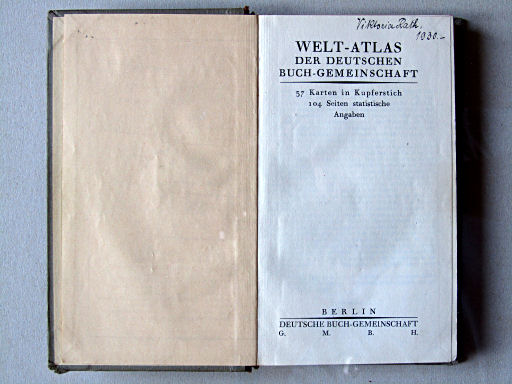 Viktoria Rath,
1930.-
WELT-ATLAS
DER DEUTSCHEN
BUCH-GEMEINSCHAFT
57 Karten in Kupferstich
104 Seiten statistische
Angaben
BERLIN
DEUTSCHE BUCH-GEMEINSCHAFT
G. M. B. H.